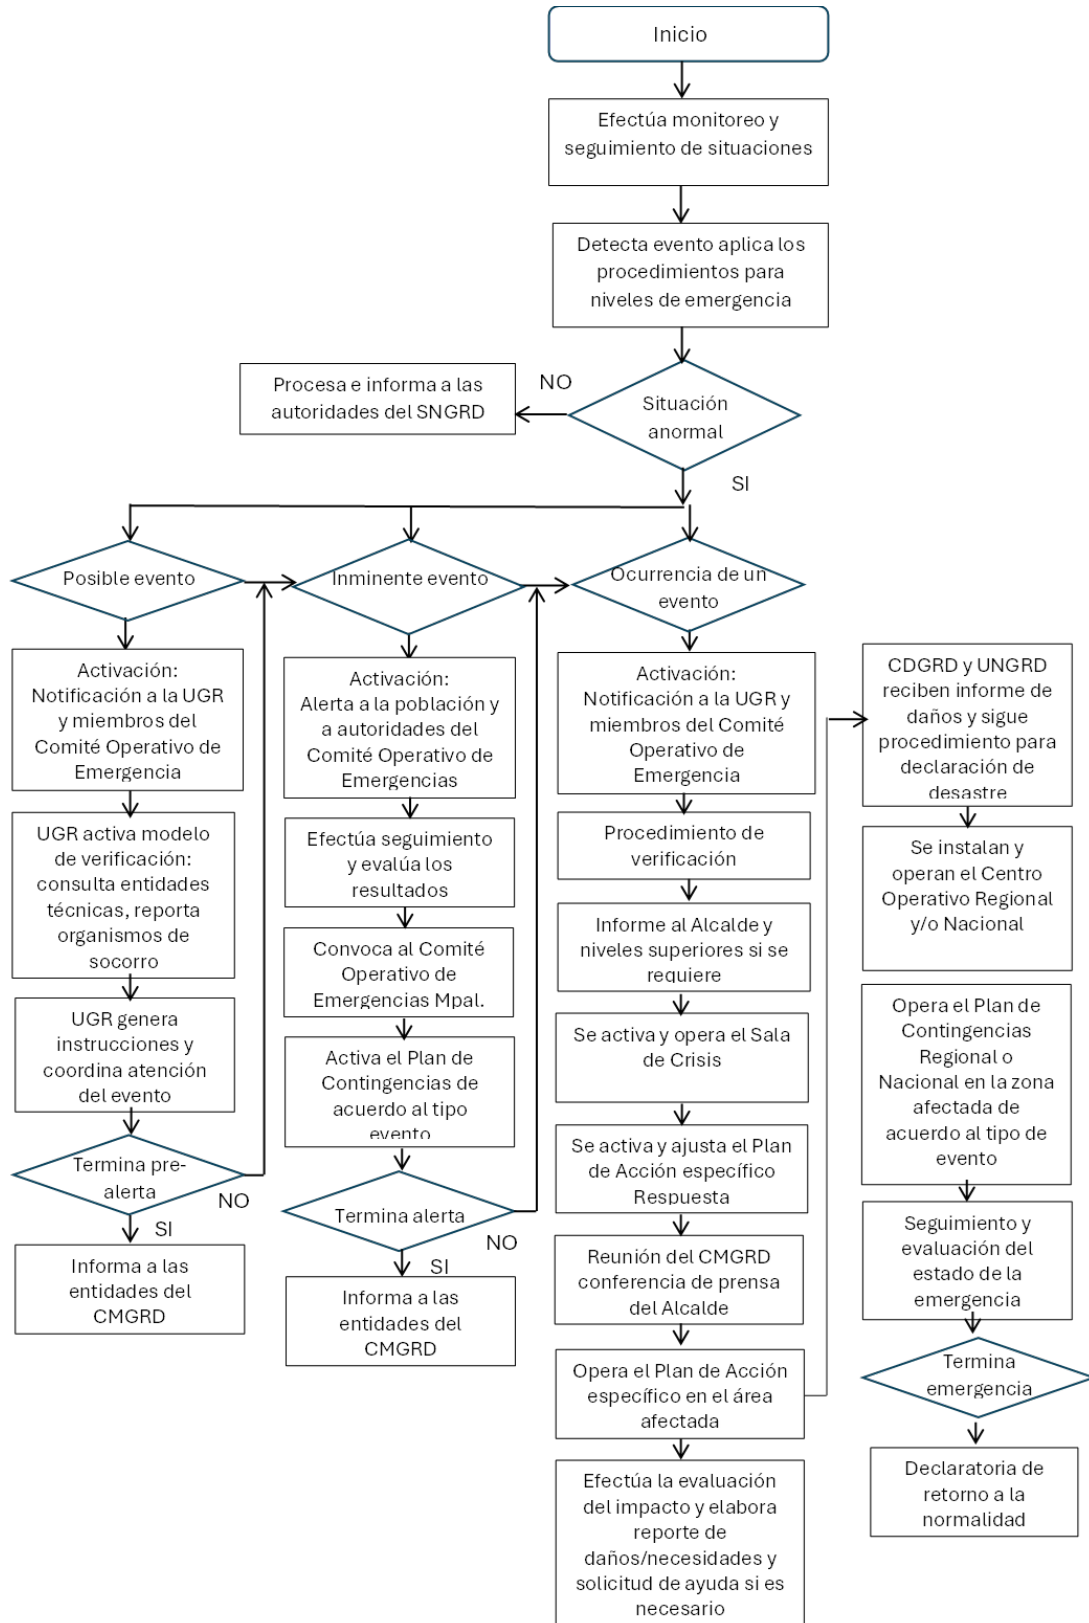 Inicio
Efectúa monitoreo y
seguimiento de situaciones
Detecta evento aplica los
procedimientos para
niveles de emergencia
Situación
anormal
NO
Procesa e informa a las
autoridades del SNGRD
SI
Posible evento
Activación:
Notificación a la UGR
y miembros del
Comité Operativo de
Emergencia
UGR activa modelo
de verificación:
consulta entidades
técnicas, reporta
organismos de
socorro
UGR genera
instrucciones y
coordina atención
del evento
Termina pre-
alerta
NO
SI
Informa a las
entidades del
CMGRD
Inminente evento
Activación:
Alerta a la población y
a autoridades del
Comité Operativo de
Emergencias
Efectúa seguimiento
y evalúa los
resultados
Convoca al Comité
Operativo de
Emergencias Mpal.
Activa el Plan de
Contingencias de
acuerdo al tipo
evento
Termina alerta
NO
SI
Informa a las
entidades del
CMGRD
Ocurrencia de un
evento
Activación:
Notificación a la UGR y
miembros del Comité
Operativo de
Emergencia
Procedimiento de
verificación
Informe al Alcalde y
niveles superiores si se
requiere
Se activa y opera el Sala
de Crisis
Se activa y ajusta el Plan
de Acción específico
Respuesta
Reunión del CMGRD
conferencia de prensa
del Alcalde
Opera el Plan de Acción
específico en el área
afectada
Efectúa la evaluación
del impacto y elabora
reporte de
daños/necesidades y
solicitud de ayuda si es
necesario
CDGRD y UNGRD
reciben informe de
daños y sigue
procedimiento para
declaración de
desastre
Se instalan y
operan el Centro
Operativo Regional
y/o Nacional
Opera el Plan de
Contingencias
Regional o
Nacional en la zona
afectada de
acuerdo al tipo de
evento
Seguimiento y
evaluación del
estado de la
emergencia
Termina
emergencia
Declaratoria de
retorno a la
normalidad